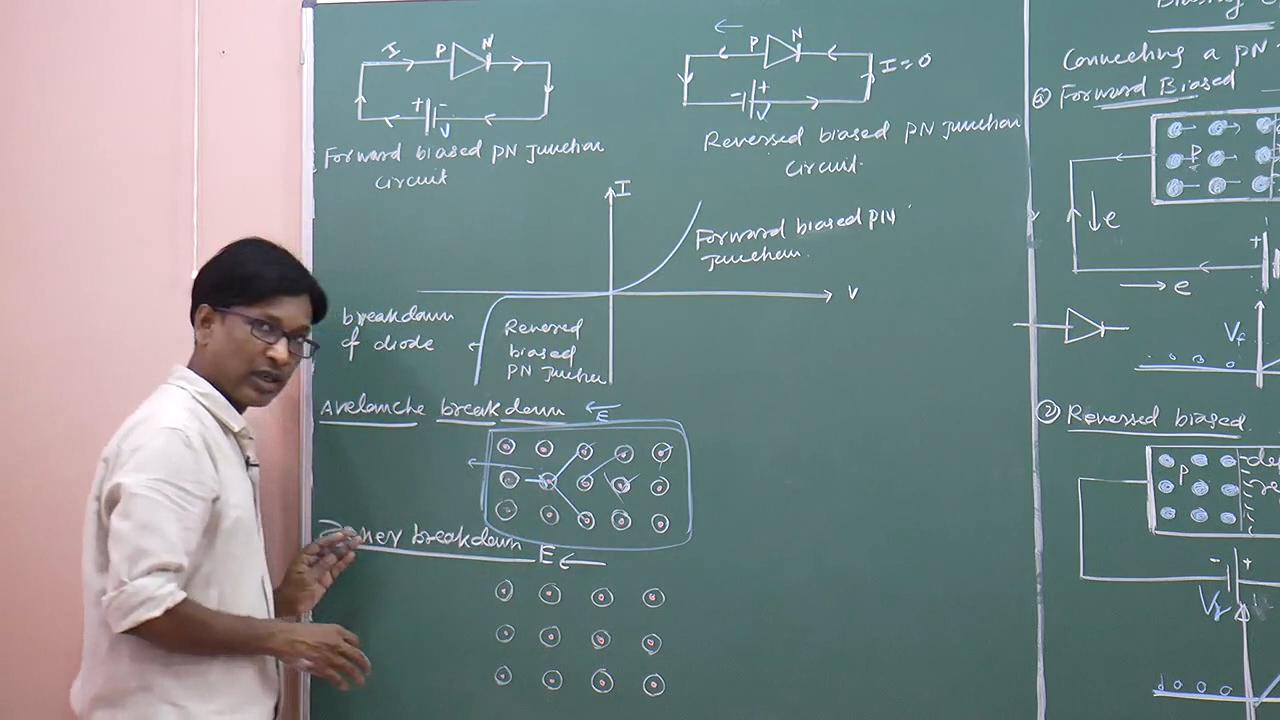 I
P
N
+
-
V
Forward biased PN Junction
circuit
P
N
I=0
-
+
V
Reversed biased PN Junction
circuit.
I
Forward biased PN
Junction.
V
breakdown
of diode
Reversed
biased
PN Junction
Avalanche breakdown
E
Zener breakdown
E
Connecting a PN
① Forward Biased
P
e
+
e
Vf
② Reversed biased.
P
-
+